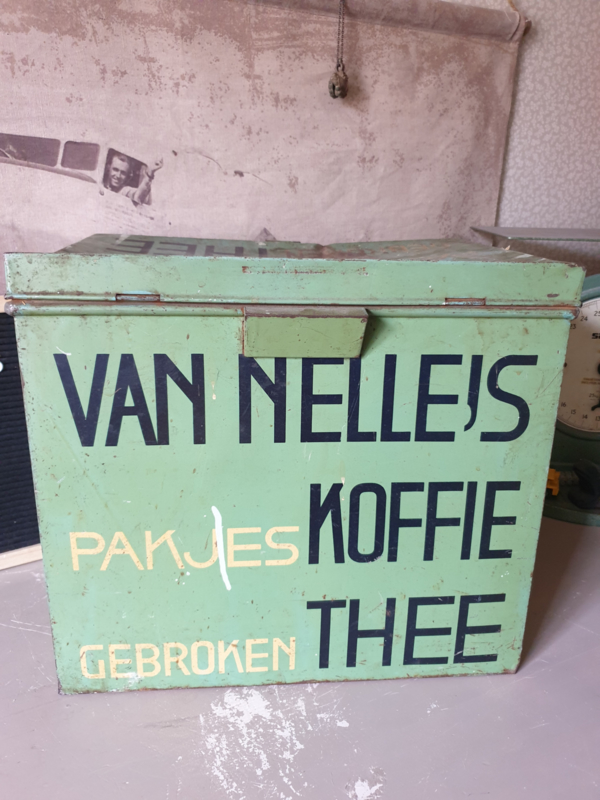 VAN NELLE'S
PAKJES KOFFIE
GEBROKEN THEE